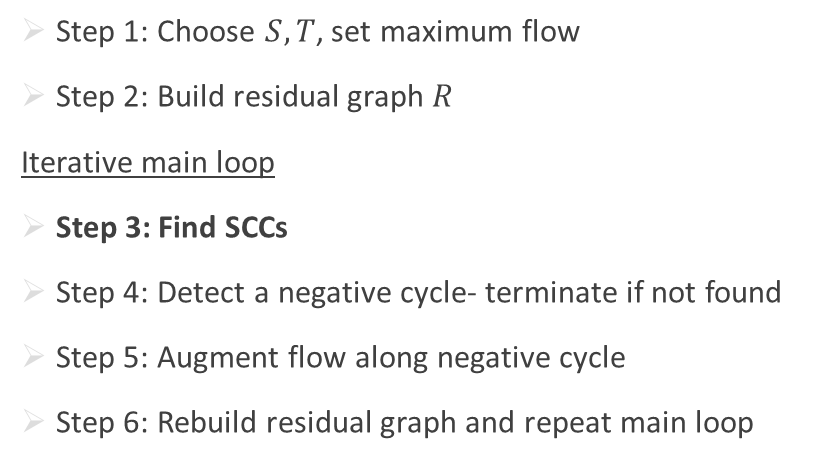 Step 1: Choose S, T, set maximum flow
Step 2: Build residual graph R
Iterative main loop
Step 3: Find SCCs
Step 4: Detect a negative cycle- terminate if not found
Step 5: Augment flow along negative cycle
Step 6: Rebuild residual graph and repeat main loop